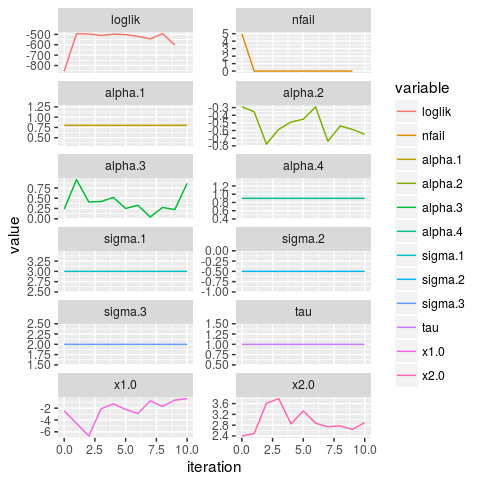 loglik
nfail
-500
-600
-700
-800
5
4
3
2
1
0
alpha.1
alpha.2
1.25
1.00
0.75
0.50
-0.3
-0.4
-0.5
-0.6
-0.7
-0.8
alpha.3
alpha.4
0.75
0.50
0.25
0.00
1.2
1.0
0.8
0.6
0.4
sigma.1
sigma.2
3.25
3.00
2.75
2.50
0.00
-0.25
-0.50
-0.75
-1.00
sigma.3
tau
2.50
2.25
2.00
1.75
1.50
1.50
1.25
1.00
0.75
0.50
x1.0
x2.0
-2
-4
-6
3.6
3.2
2.8
2.4
0.0
2.5
5.0
7.5
10.0
0.0
2.5
5.0
7.5
10.0
iteration
value
variable
loglik
nfail
alpha.1
alpha.2
alpha.3
alpha.4
sigma.1
sigma.2
sigma.3
tau
x1.0
x2.0